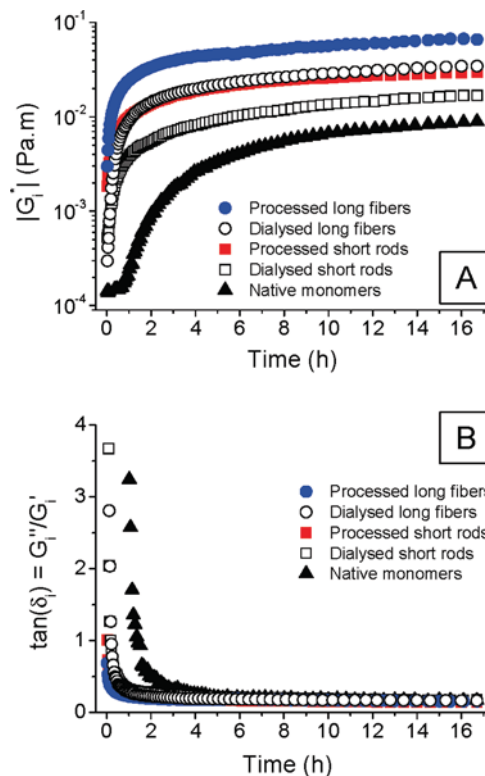 A
|G*i| (Pa.m)
10-1
10-2
10-3
10-4
Processed long fibers
Dialysed long fibers
Processed short rods
Dialysed short rods
Native monomers
0 2 4 6 8 10 12 14 16
Time (h)
B
tan(δi) = Gi''/Gi'
4
3
2
1
0
Processed long fibers
Dialysed long fibers
Processed short rods
Dialysed short rods
Native monomers
0 2 4 6 8 10 12 14 16
Time (h)